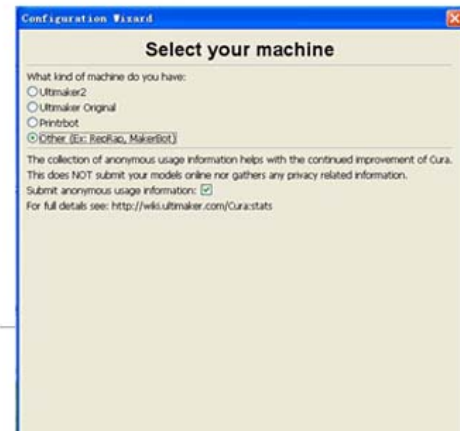 Configuration Wizard
Select your machine
What kind of machine do you have:
Ultimaker2
Ultimaker Original
Printrbot
Other (Ex: RepRap, MakerBot)
The collection of anonymous usage information helps with the continued improvement of Cura.
This does NOT submit your models online nor gathers any privacy related information.
Submit anonymous usage information:
For full details see: http://wiki.ultimaker.com/Cura:stats